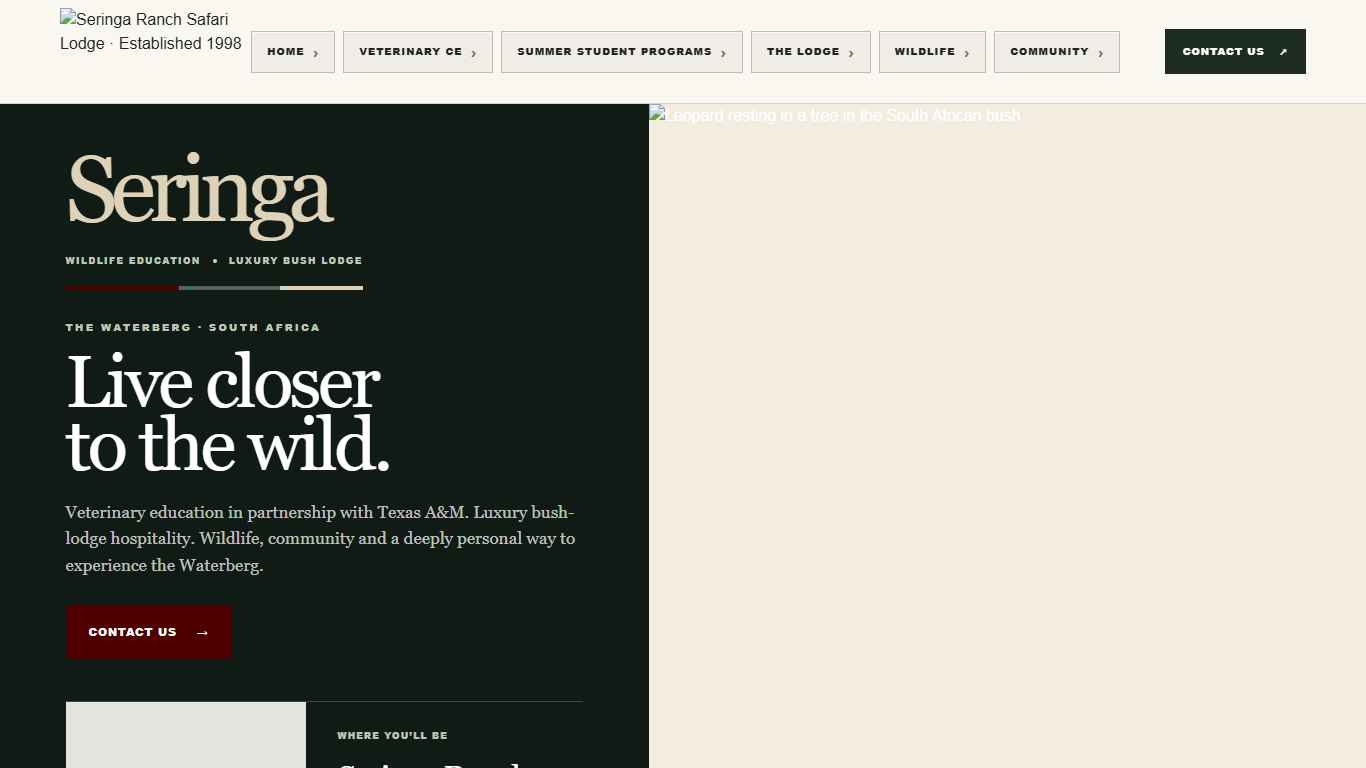 Seringa Ranch Safari
Lodge · Established 1998
HOME ›
VETERINARY CE ›
SUMMER STUDENT PROGRAMS ›
THE LODGE ›
WILDLIFE ›
COMMUNITY ›
CONTACT US ↗
Leopard resting in a tree in the South African bush
Seringa
WILDLIFE EDUCATION • LUXURY BUSH LODGE
THE WATERBERG · SOUTH AFRICA
Live closer
to the wild.
Veterinary education in partnership with Texas A&M. Luxury bush-
lodge hospitality. Wildlife, community and a deeply personal way to
experience the Waterberg.
CONTACT US →
WHERE YOU'LL BE